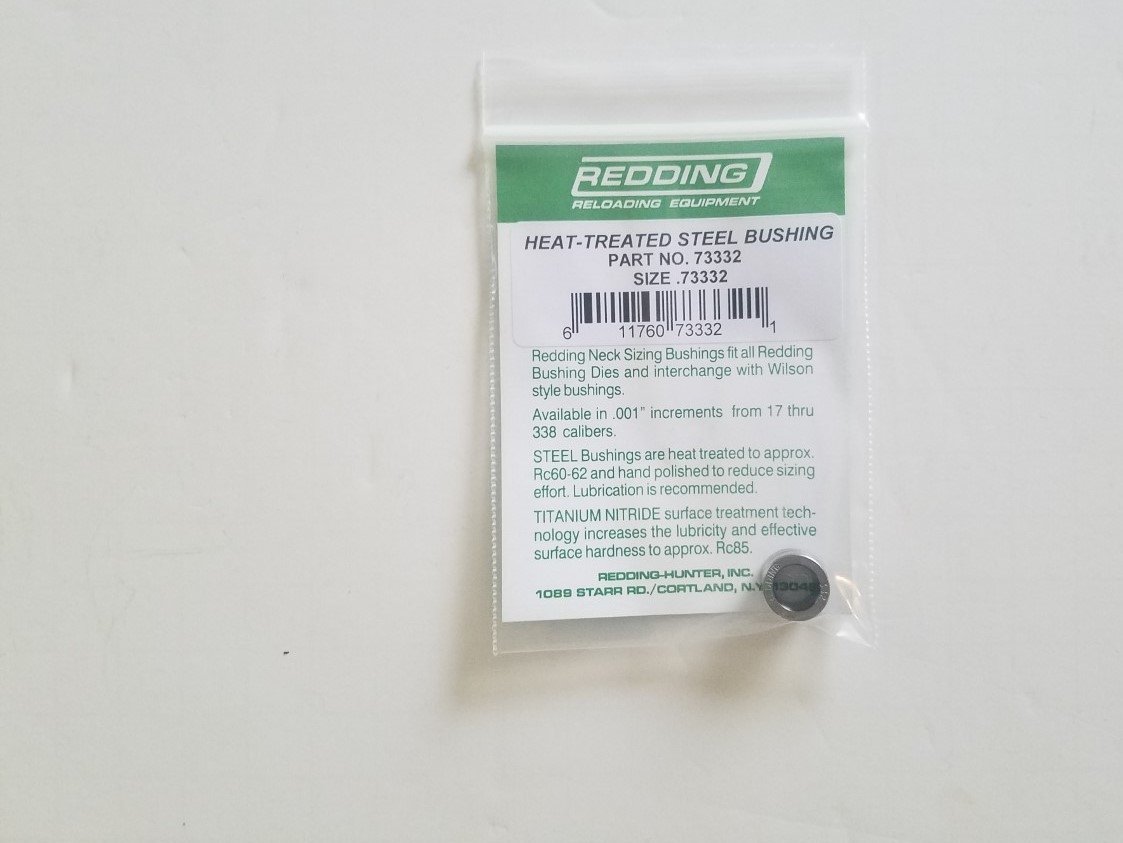 REDDING
RELOADING EQUIPMENT
HEAT-TREATED STEEL BUSHING
PART NO. 73332
SIZE .73332
6 11760 73332 1
Redding Neck Sizing Bushings fit all Redding
Bushing Dies and interchange with Wilson
style bushings.
Available in .001" increments from 17 thru
338 calibers.
STEEL Bushings are heat treated to approx.
Rc60-62 and hand polished to reduce sizing
effort. Lubrication is recommended.
TITANIUM NITRIDE surface treatment tech-
nology increases the lubricity and effective
surface hardness to approx. Rc85.
REDDING-HUNTER, INC.
1089 STARR RD./CORTLAND, N.Y.